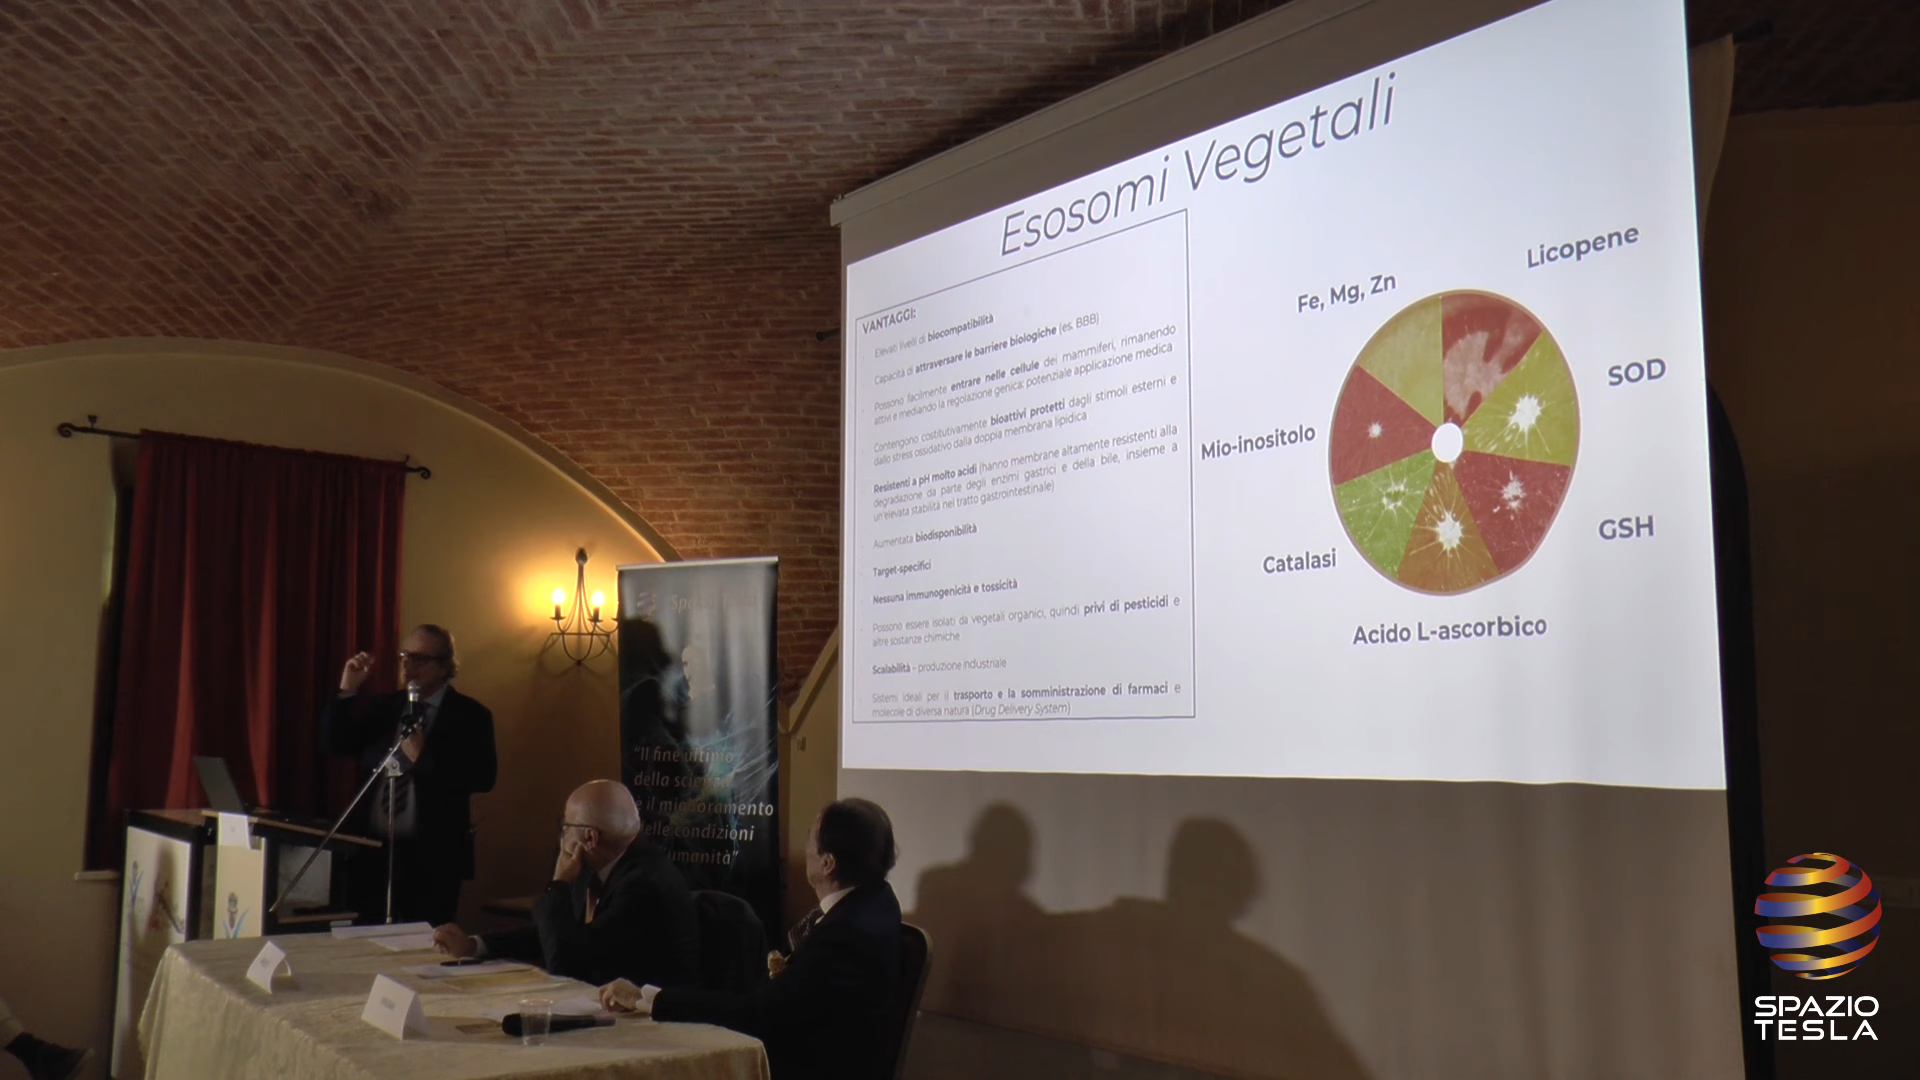 Esosomi Vegetali
VANTAGGI:
Elevati livelli di biocompatibilità
Capacità di attraversare le barriere biologiche (es. BBB)
Possono facilmente entrare nelle cellule dei mammiferi, rimanendo
attivi e mediando la regolazione genica: potenziale applicazione medica
Contengono costitutivamente bioattivi protetti dagli stimoli esterni e
dallo stress ossidativo dalla doppia membrana lipidica
Resistenti a pH molto acidi (hanno membrane altamente resistenti alla
degradazione da parte degli enzimi gastrici e della bile, insieme a
un'elevata stabilità nel tratto gastrointestinale)
Aumentata biodisponibilità
Target-specifici
Nessuna immunogenicità e tossicità
Possono essere isolati da vegetali organici, quindi privi di pesticidi e
altre sostanze chimiche
Scalabilità - produzione industriale
Sistemi ideali per il trasporto e la somministrazione di farmaci e
molecole di diversa natura (Drug Delivery System)
Licopene
Fe, Mg, Zn
SOD
Mio-inositolo
GSH
Catalasi
Acido L-ascorbico
"Il fine ultimo
della scienza
è il miglioramento
delle condizioni
umanità"
SPAZIO
TESLA